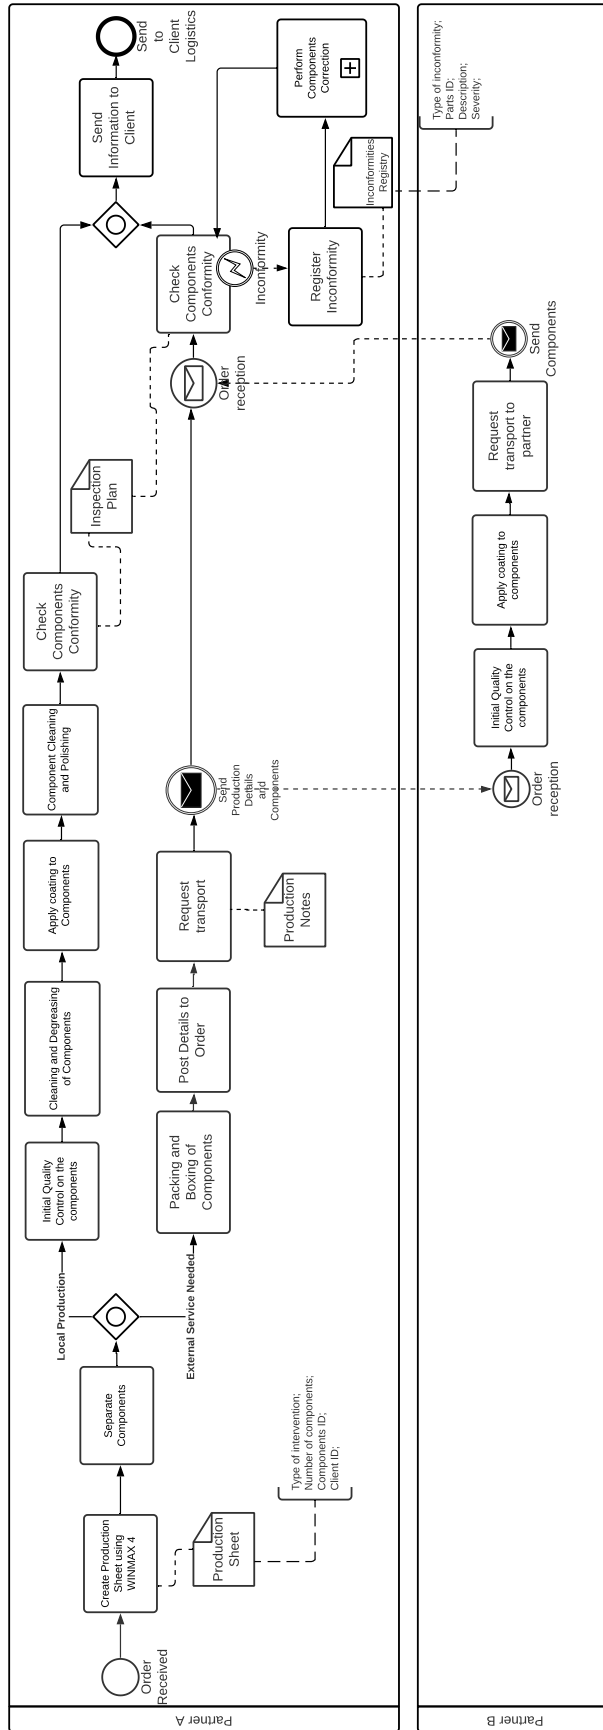 Partner A
Order
Received
Create Production
Sheet using
WINMAX 4
Production
Sheet
Type of intervention;
Number of components;
Components ID;
Client ID;
Separate
Components
Local Production
External Service Needed
Initial Quality
Control on the
components
Cleaning and Degreasing
of Components
Apply coating to
Components
Component Cleaning
and Polishing
Check
Components
Conformity
Inspection
Plan
Packing and
Boxing of
Components
Post Details to
Order
Request
transport
Production
Notes
Send
Production
Details
and
Components
Order
reception
Check
Components
Conformity
Inconformity
Register
Inconformity
Inconformities
Registry
Type of inconformity;
Parts ID;
Description;
Severity;
Perform
Components
Correction
Send
Information to
Client
Send
to
Client
Logistics
Partner B
Order
reception
Initial Quality
Control on the
components
Apply coating to
components
Request
transport to
partner
Send
Components